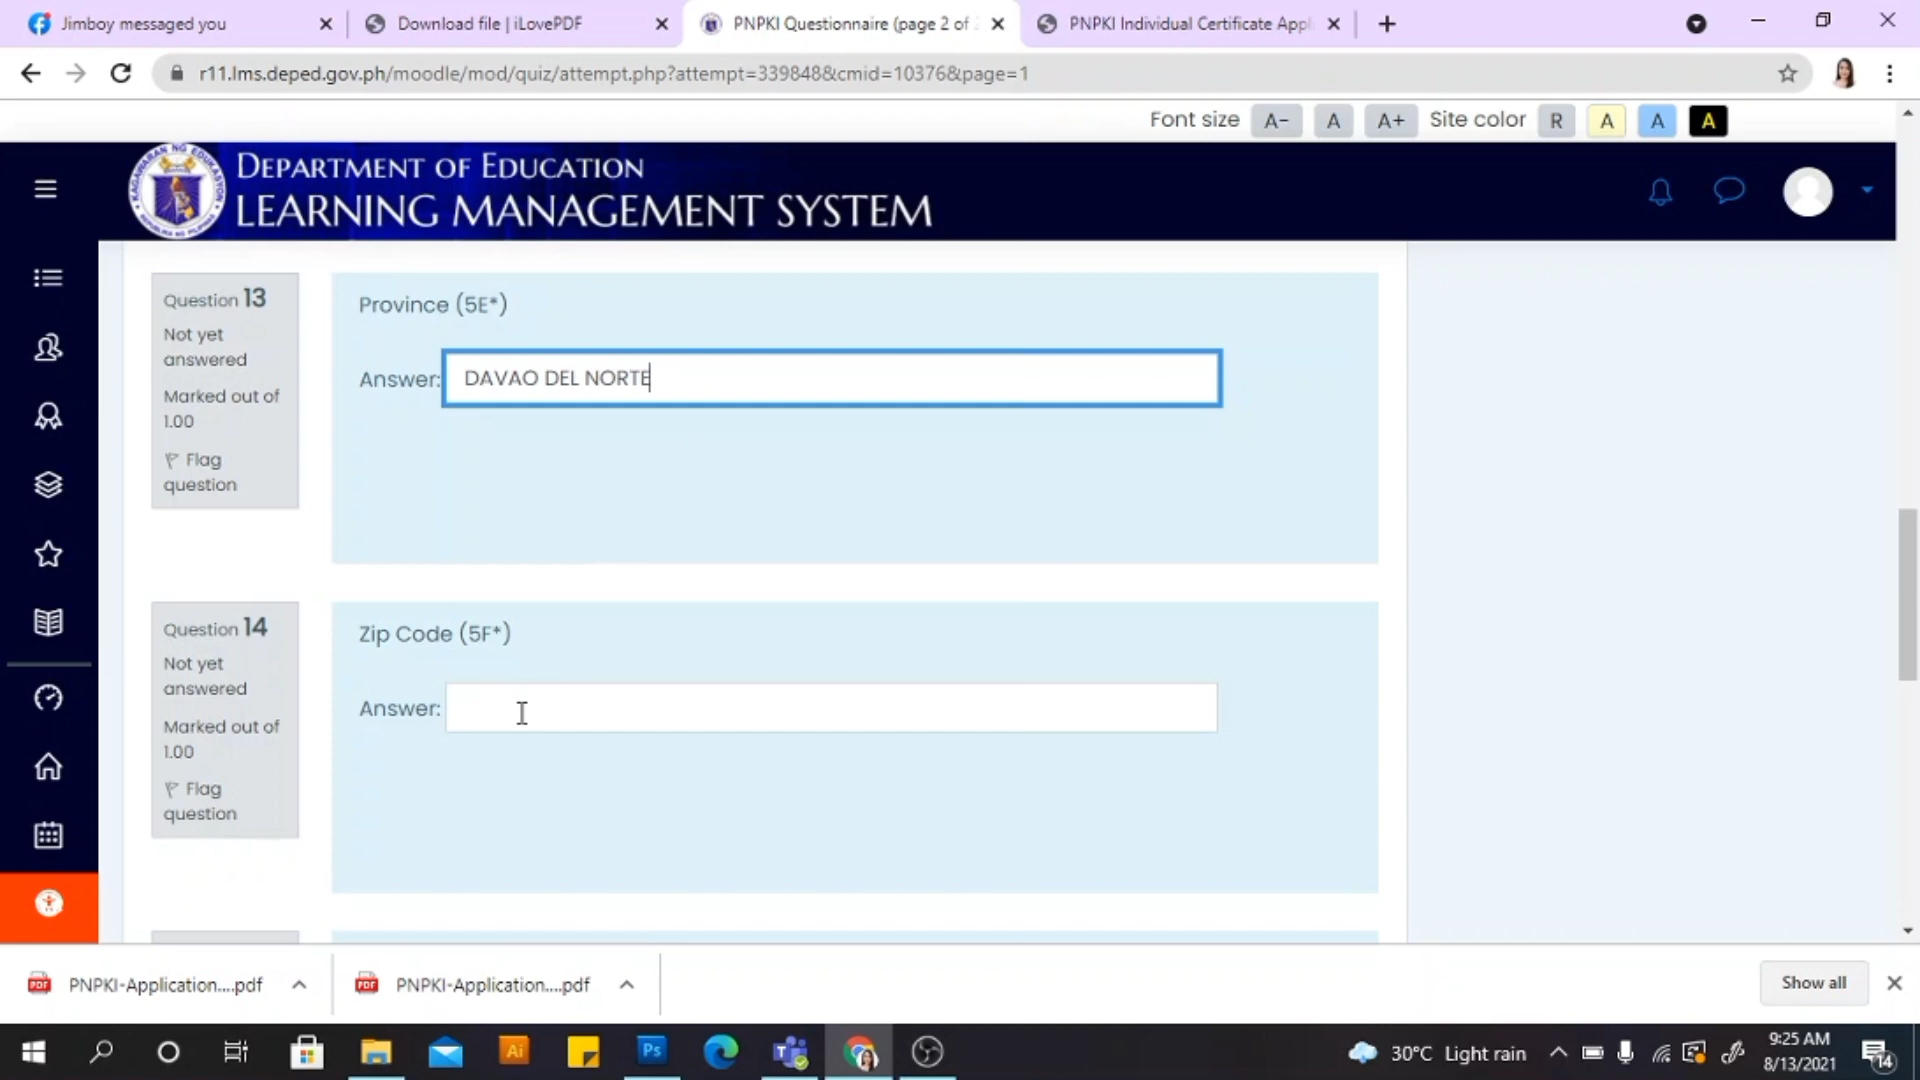 Jimboy messaged you
Download file | iLovePDF
PNPKI Questionnaire (page 2 of
PNPKI Individual Certificate Appl
r11.lms.deped.gov.ph/moodle/mod/quiz/attempt.php?attempt=339848&cmid=10376&page=1
Font size A- A A+ Site color R A A A
DEPARTMENT OF EDUCATION
LEARNING MANAGEMENT SYSTEM
Question 13
Not yet
answered
Marked out of
1.00
Flag
question
Province (5E*)
Answer: DAVAO DEL NORTE
Question 14
Not yet
answered
Marked out of
1.00
Flag
question
Zip Code (5F*)
Answer:
PNPKI-Application....pdf
PNPKI-Application....pdf
Show all
Ai
Ps
30°C Light rain
9:25 AM
8/13/2021
14